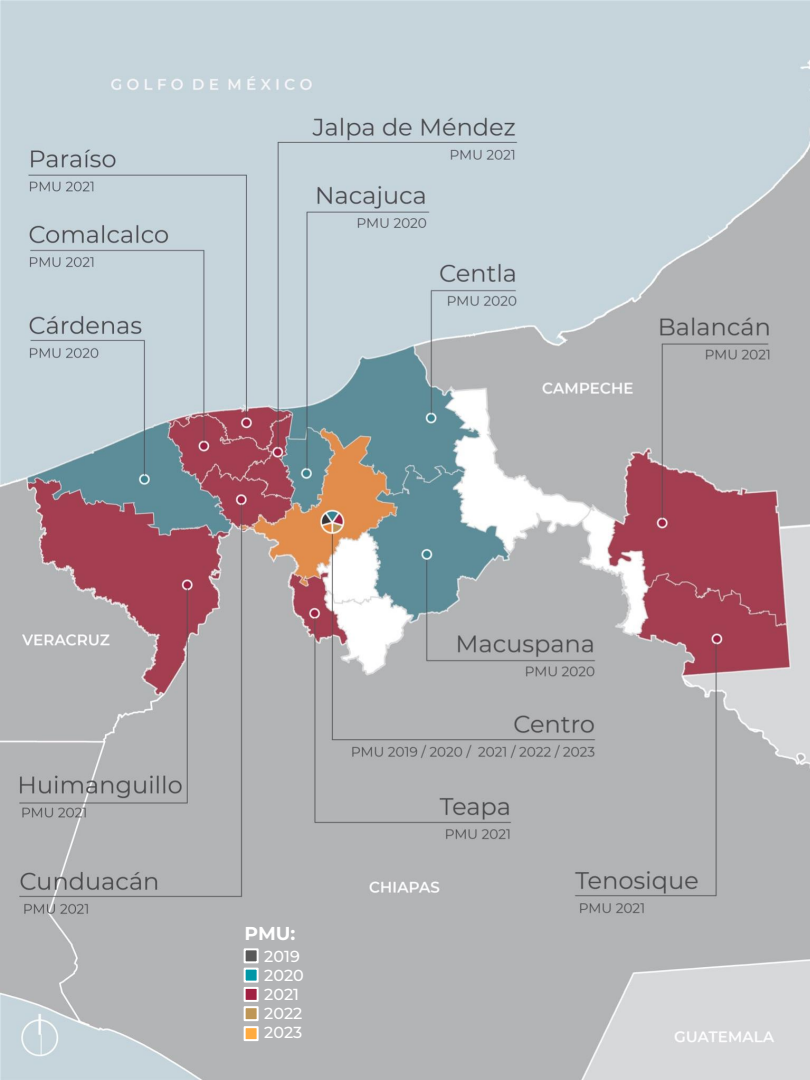 GOLFO DE MÉXICO
Jalpa de Méndez
PMU 2021
Paraíso
PMU 2021
Nacajuca
PMU 2020
Comalcalco
PMU 2021
Centla
PMU 2020
Cárdenas
PMU 2020
Balancán
PMU 2021
CAMPECHE
VERACRUZ
Macuspana
PMU 2020
Centro
PMU 2019 / 2020 / 2021 / 2022 / 2023
Huimanguillo
PMU 2021
Teapa
PMU 2021
Cunduacán
PMU 2021
CHIAPAS
Tenosique
PMU 2021
PMU:
2019
2020
2021
2022
2023
GUATEMALA